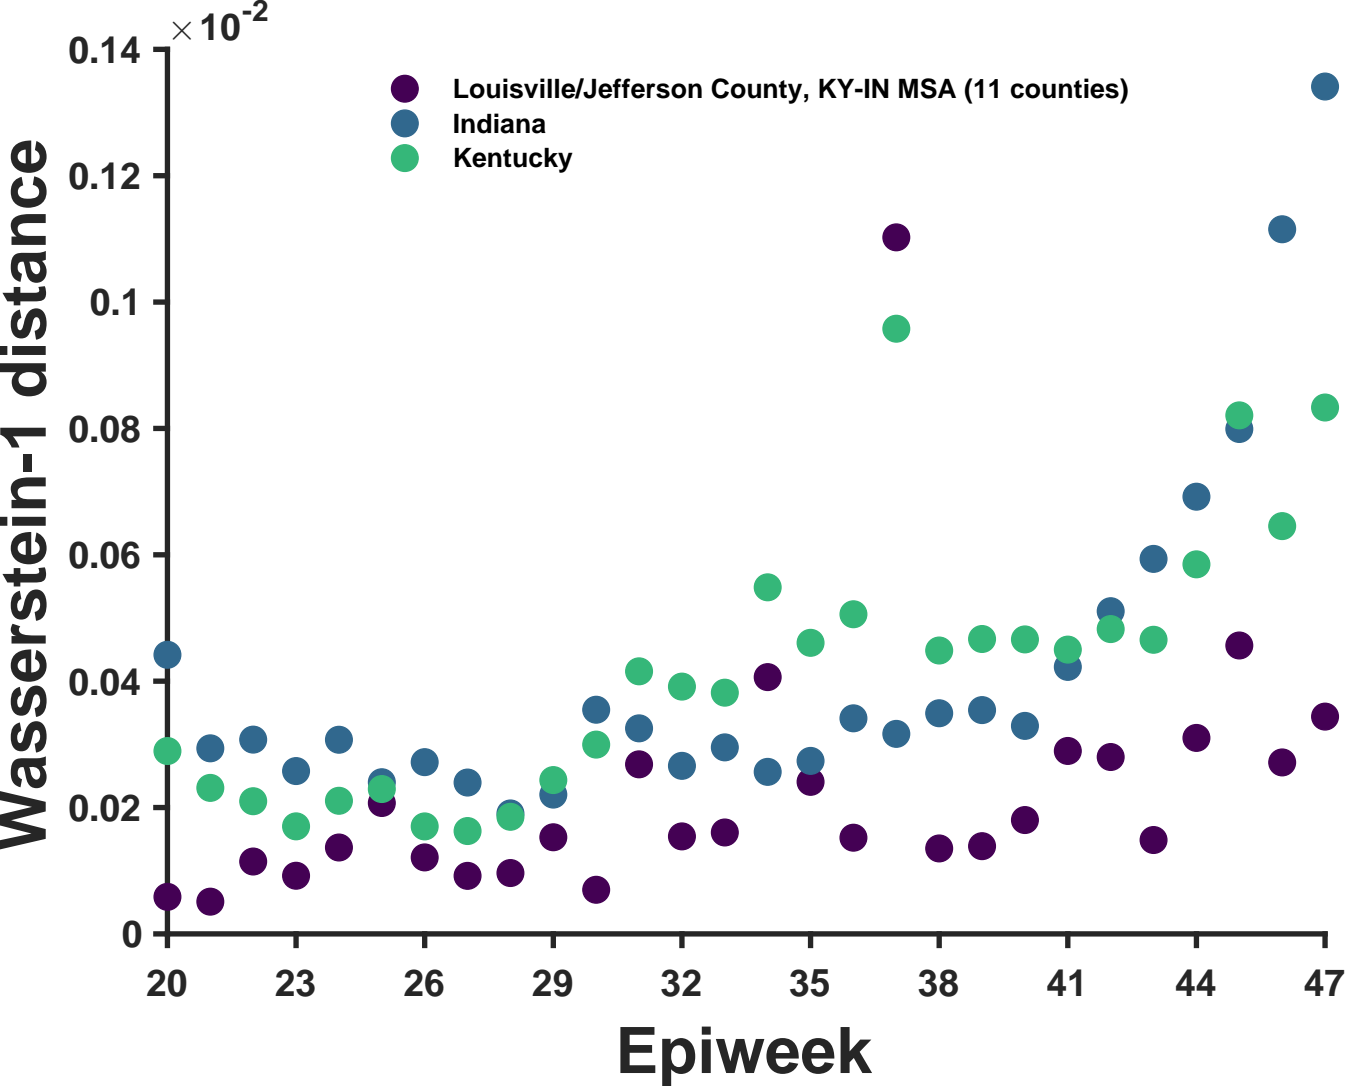 ×10-2
0.14
0.12
0.1
0.08
0.06
0.04
0.02
0
Wasserstein-1 distance
Louisville/Jefferson County, KY-IN MSA (11 counties)
Indiana
Kentucky
20 23 26 29 32 35 38 41 44 47
Epiweek